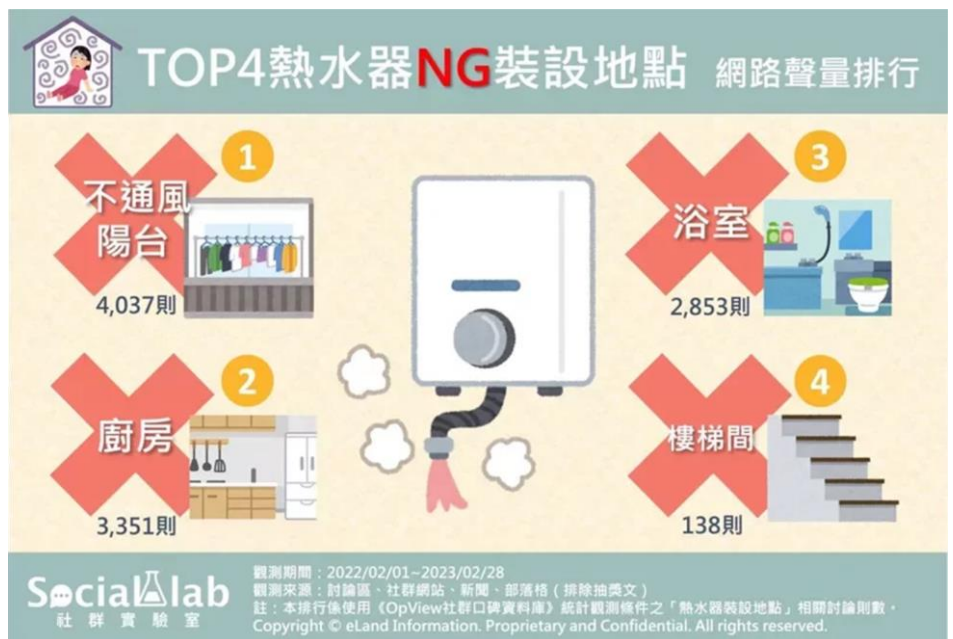 TOP4熱水器NG裝設地點 網路聲量排行
1
不通風
陽台
4,037則
2
廚房
3,351則
3
浴室
2,853則
4
樓梯間
138則
Social lab
社群實驗室
觀測期間：2022/02/01~2023/02/28
觀測來源：討論區、社群網站、新聞、部落格（排除抽獎文）
註：本排行係使用《OpView社群口碑資料庫》統計觀測條件之「熱水器裝設地點」相關討論則數。
Copyright © eLand Information. Proprietary and Confidential. All rights reserved.